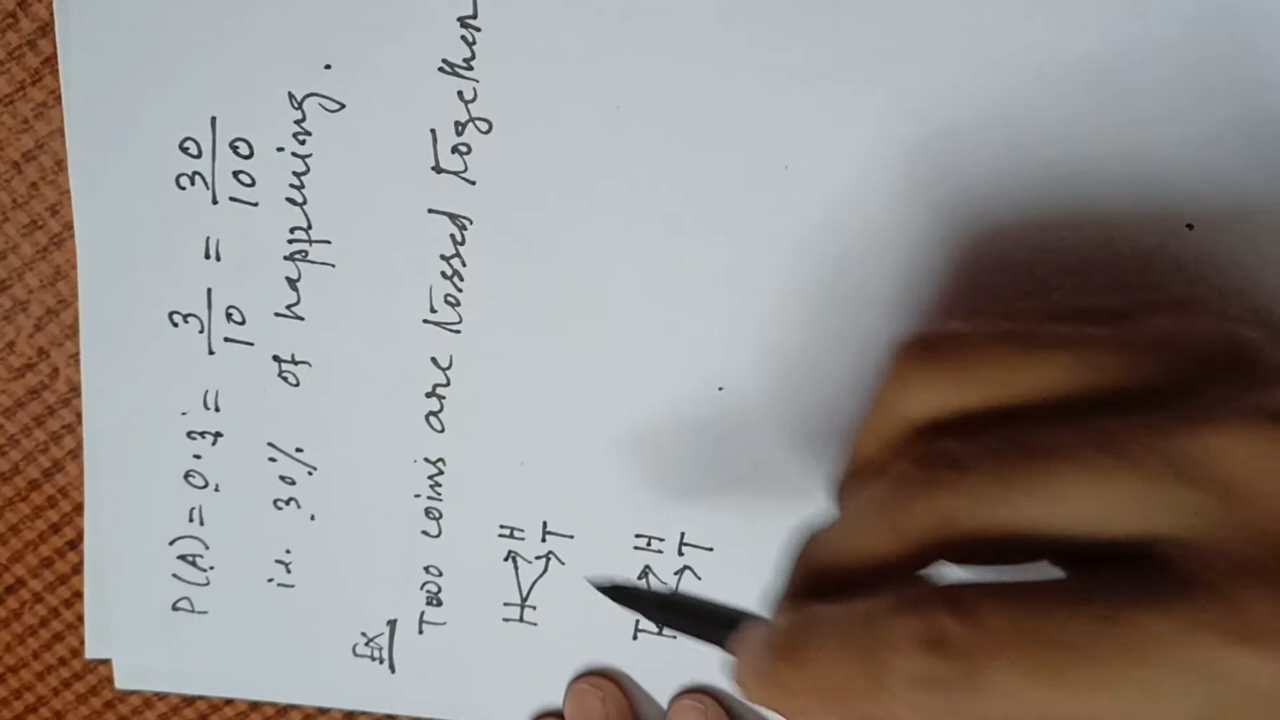 P(A) = 0.3 = 3/10 = 30/100
i.e. 30% of happening.
Ex
Two coins are tossed together
H → H
→ T
T → H
→ T